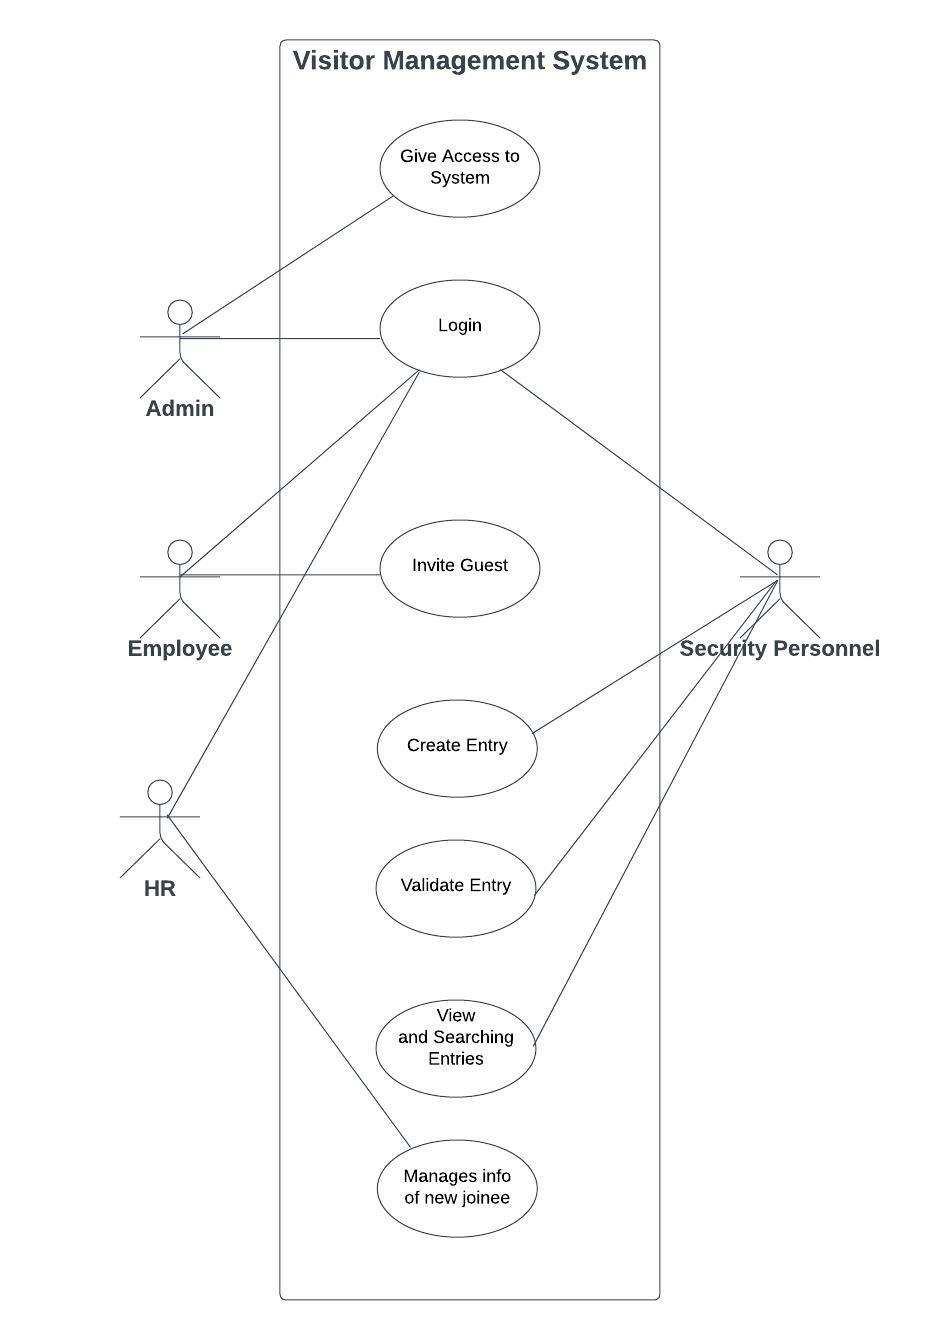 Visitor Management System
Give Access to
System
Login
Admin
Invite Guest
Employee
Security Personnel
Create Entry
HR
Validate Entry
View
and Searching
Entries
Manages info
of new joinee